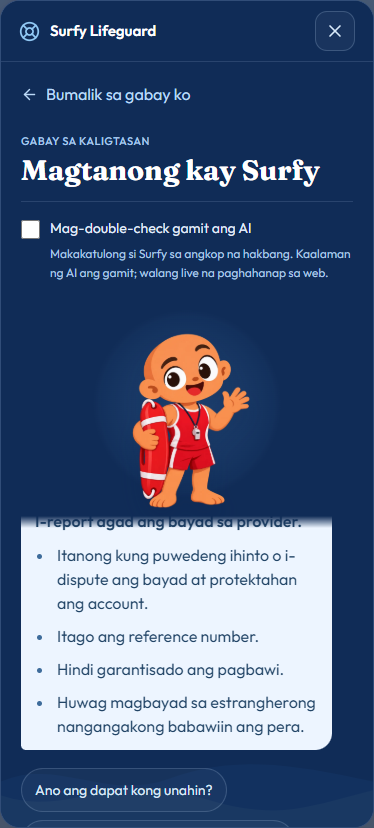 Surfy Lifeguard
Bumalik sa gabay ko
GABAY SA KALIGTASAN
Magtanong kay Surfy
Mag-double-check gamit ang AI
Makakatulong si Surfy sa angkop na hakbang. Kaalaman
ng AI ang gamit; walang live na paghahanap sa web.
I-report agad ang bayad sa provider.
Itanong kung puwedeng ihinto o i-
dispute ang bayad at protektahan
ang account.
Itago ang reference number.
Hindi garantisado ang pagbawi.
Huwag magbayad sa estrangherong
nangangakong babawiin ang pera.
Ano ang dapat kong unahin?